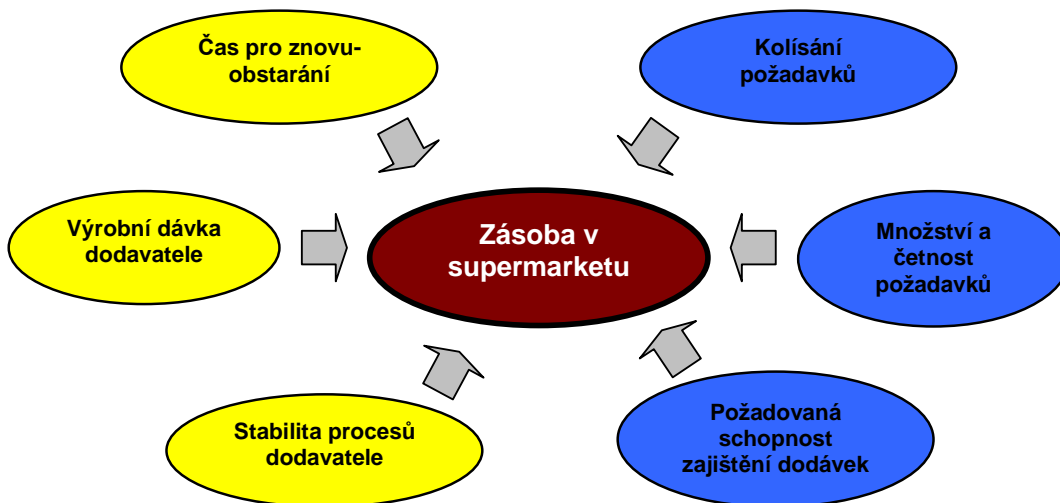 Čas pro znovu-
obstarání
Kolísání
požadavků
Výrobní dávka
dodavatele
Zásoba v
supermarketu
Množství a
četnost
požadavků
Stabilita procesů
dodavatele
Požadovaná
schopnost
zajištění dodávek